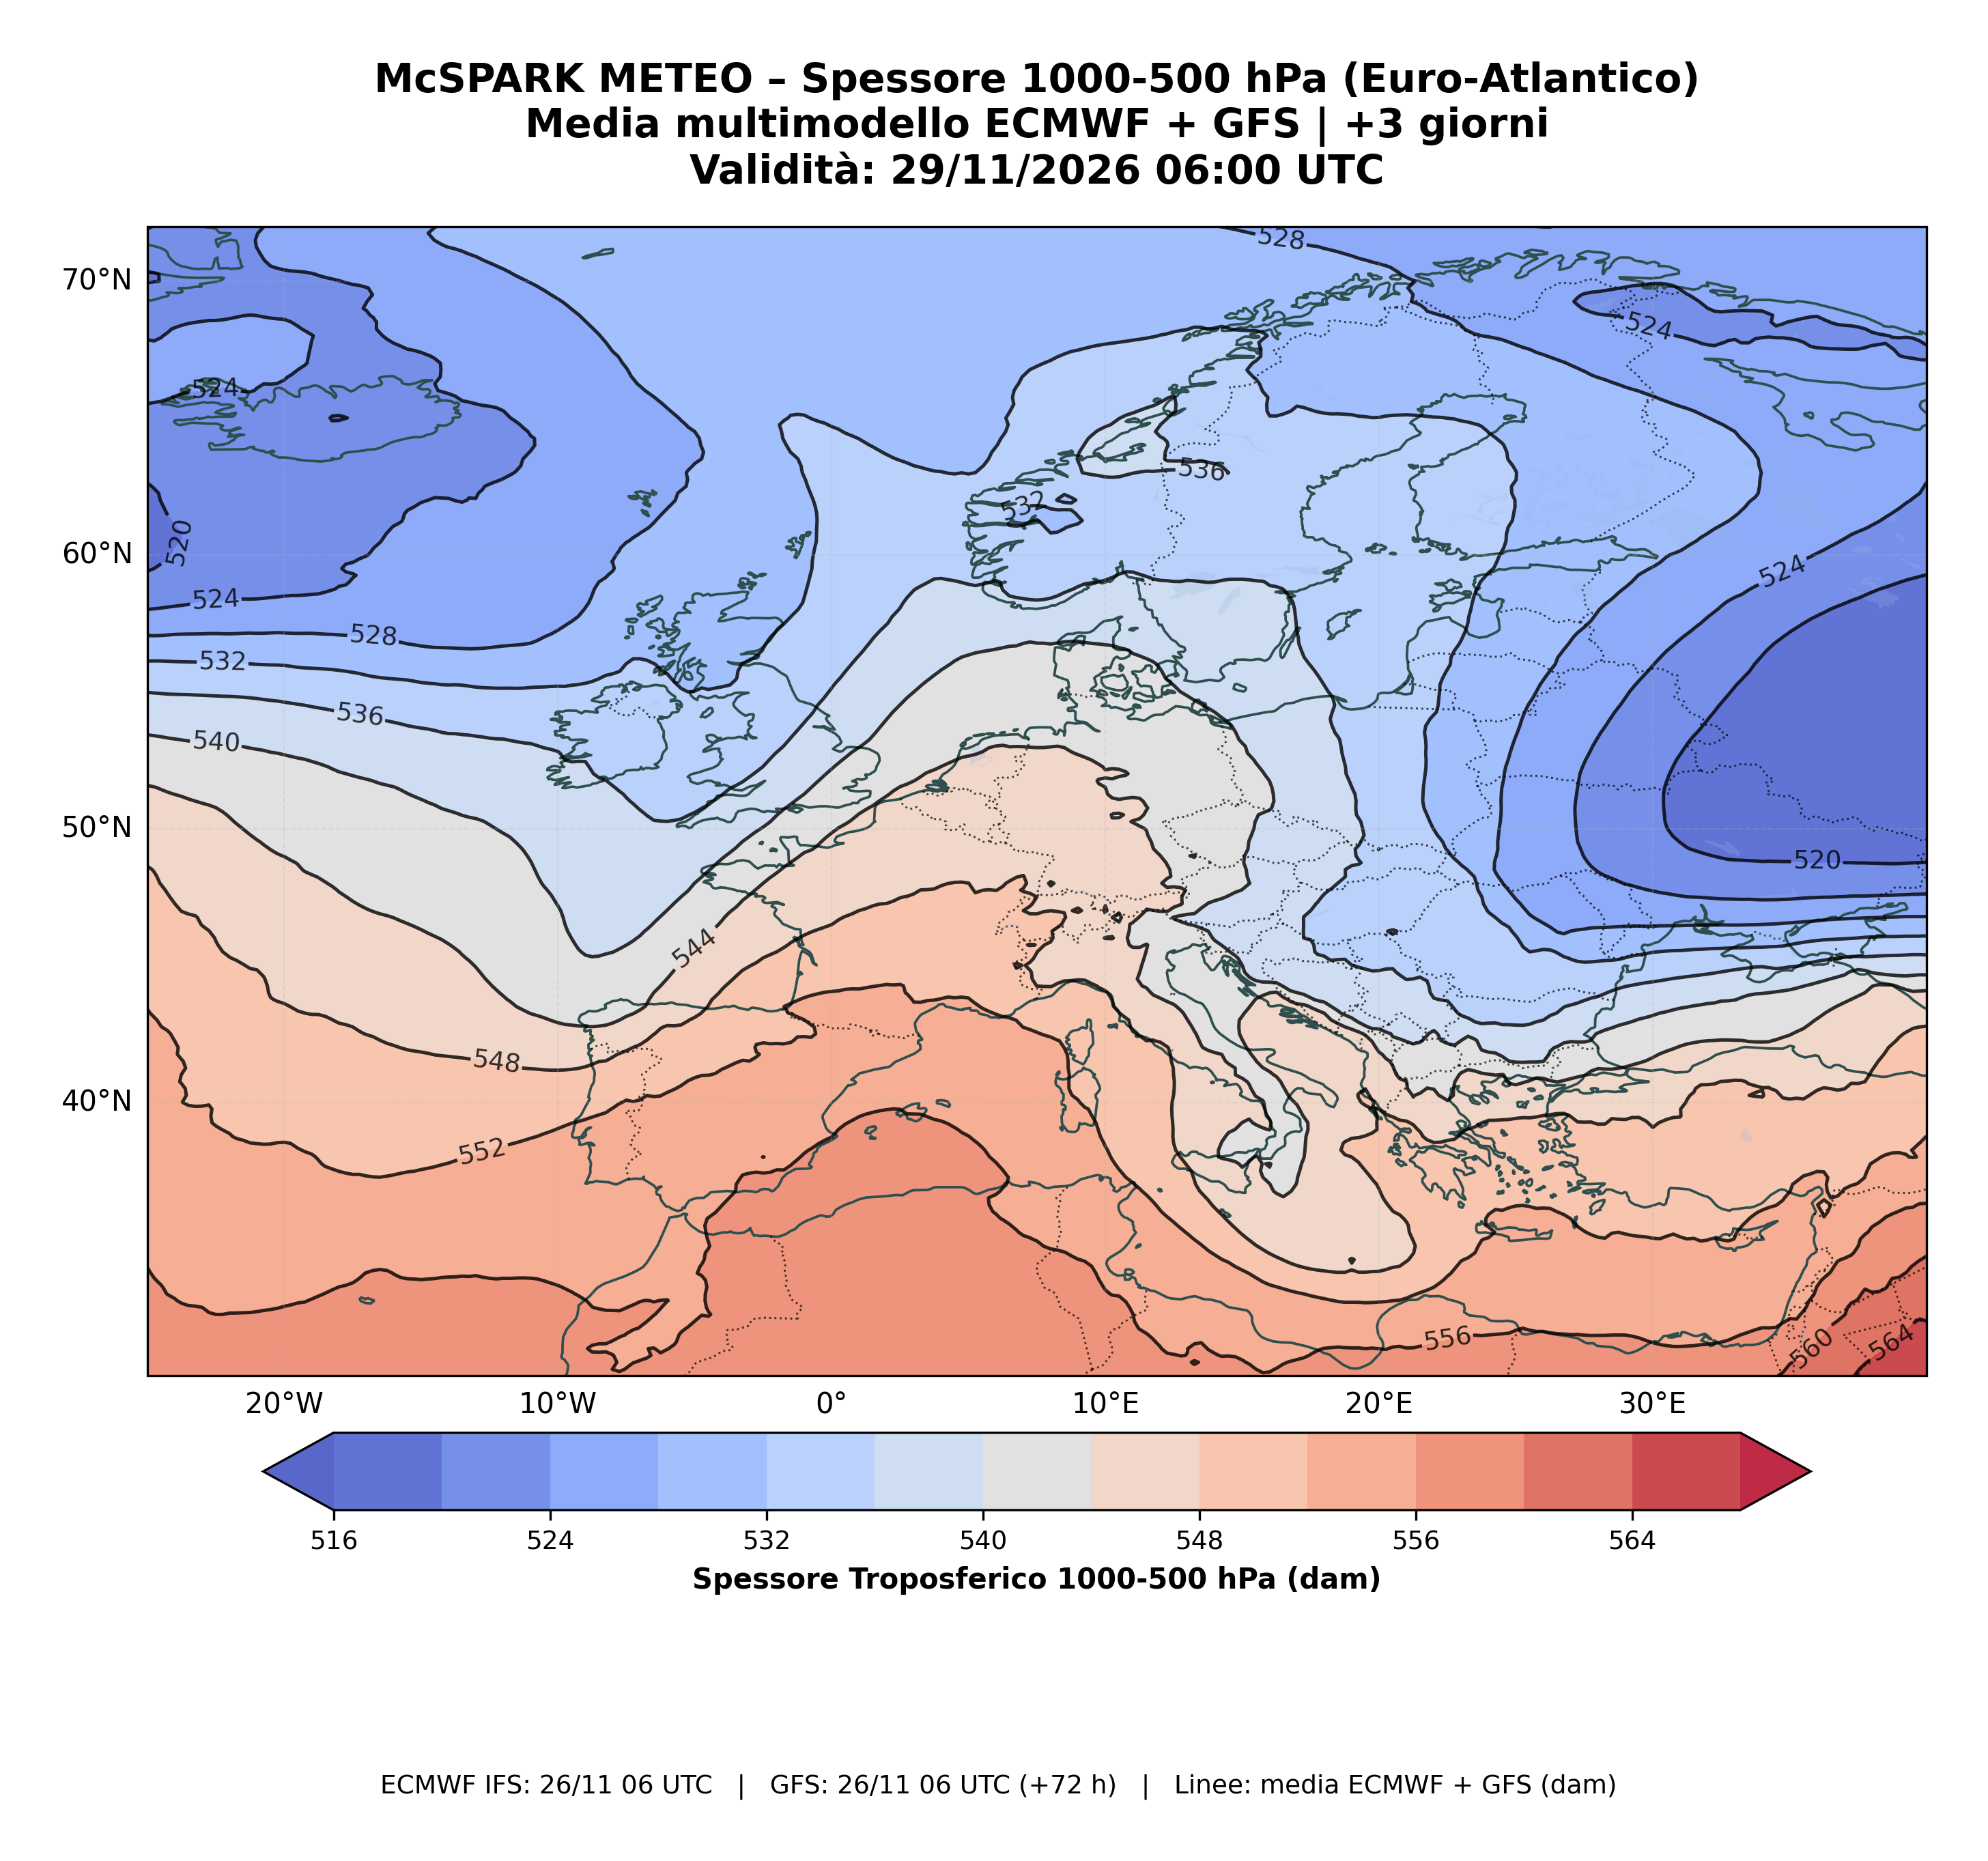 McSPARK METEO – Spessore 1000-500 hPa (Euro-Atlantico)
Media multimodello ECMWF + GFS | +3 giorni
Validità: 29/11/2026 06:00 UTC
528
70°N
524
524
536
532
520
60°N
524
524
528
532
536
540
50°N
520
544
548
40°N
552
556
560
564
20°W 10°W 0° 10°E 20°E 30°E
516 524 532 540 548 556 564
Spessore Troposferico 1000-500 hPa (dam)
ECMWF IFS: 26/11 06 UTC | GFS: 26/11 06 UTC (+72 h) | Linee: media ECMWF + GFS (dam)